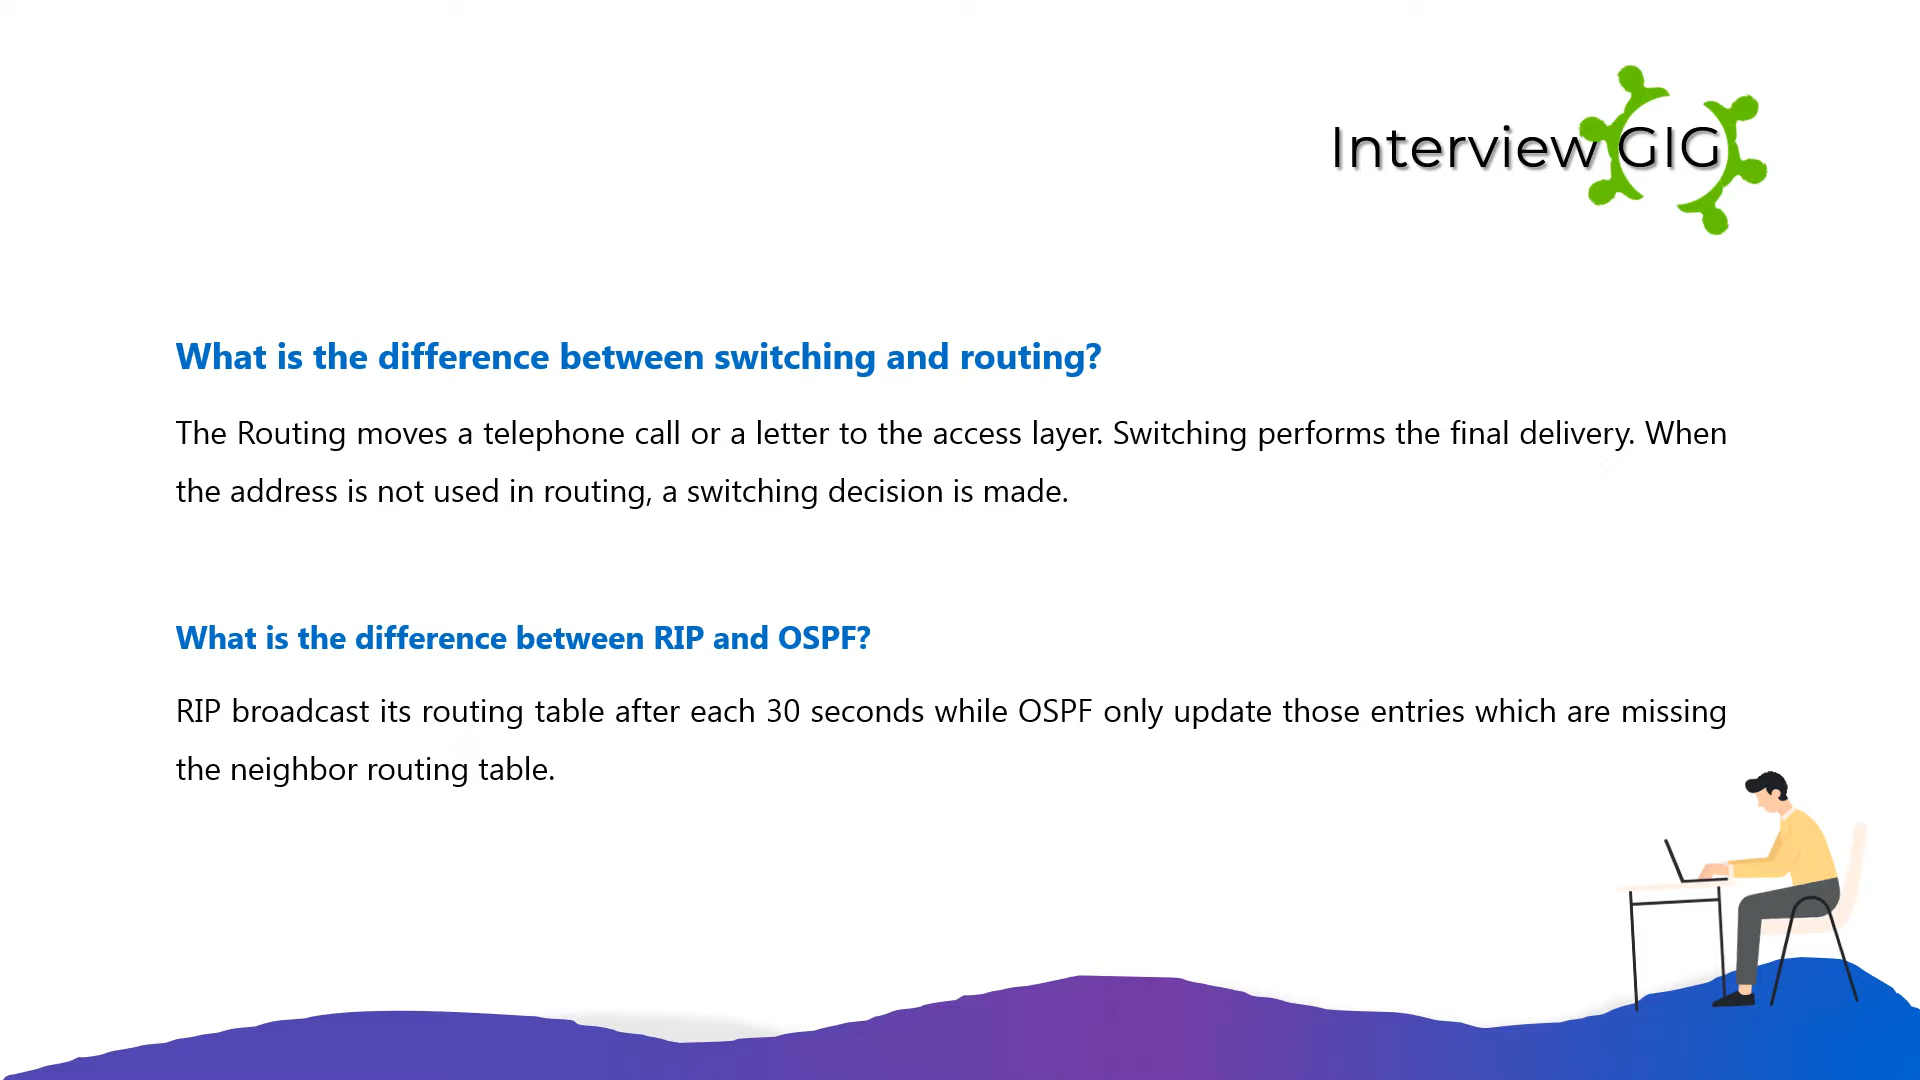 Interview GIG
What is the difference between switching and routing?
The Routing moves a telephone call or a letter to the access layer. Switching performs the final delivery. When
the address is not used in routing, a switching decision is made.
What is the difference between RIP and OSPF?
RIP broadcast its routing table after each 30 seconds while OSPF only update those entries which are missing
the neighbor routing table.